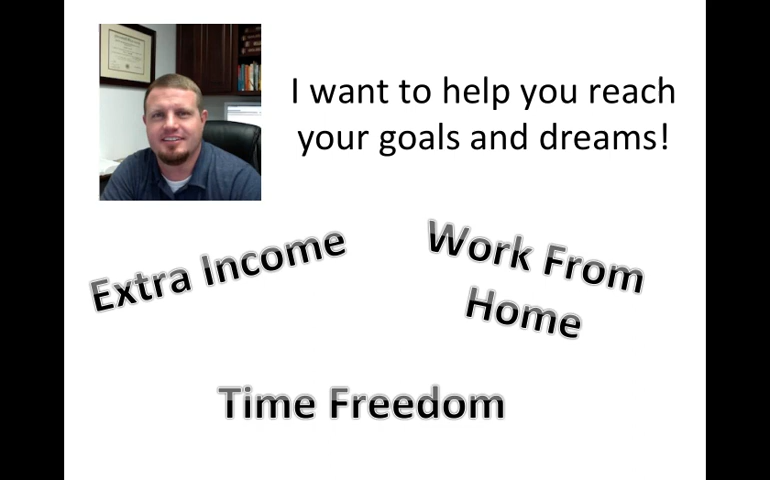 I want to help you reach
your goals and dreams!
Extra Income
Work From
Home
Time Freedom